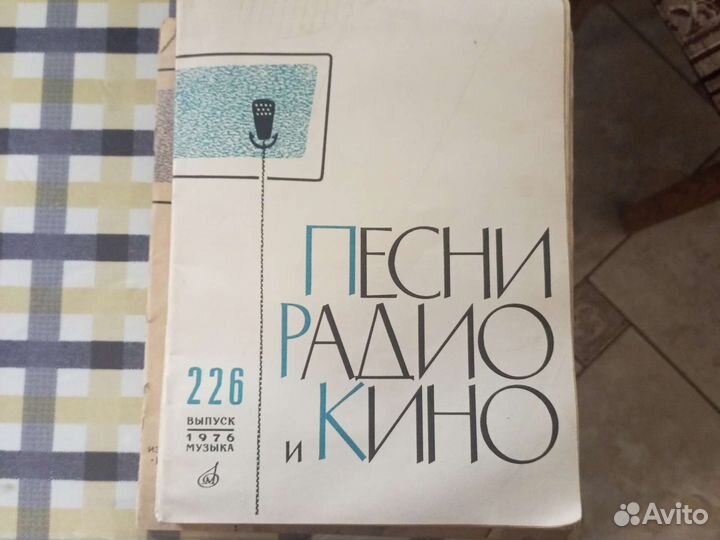 ПЕСНИ
РАДИО
и КИНО
226
ВЫПУСК
1976
МУЗЫКА
Avito